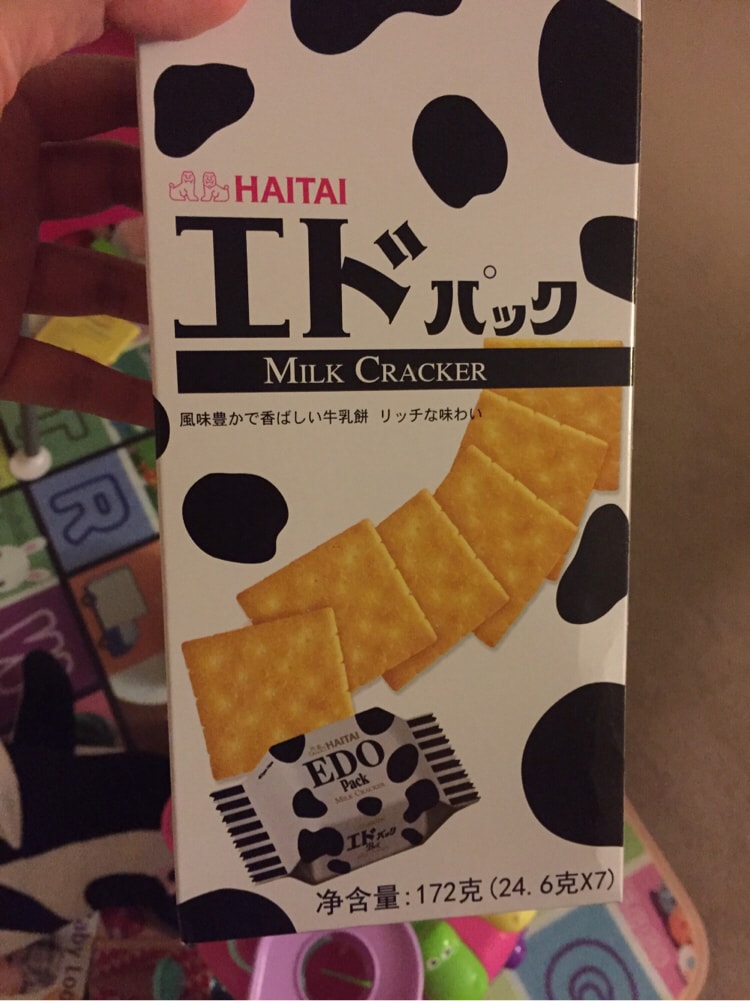 HAITAI
エドパック
MILK CRACKER
風味豊かで香ばしい牛乳餅 リッチな味わい
HAITAI
EDO
Pack
MILK CRACKER
エドパック
净含量:172克(24.6克X7)
R